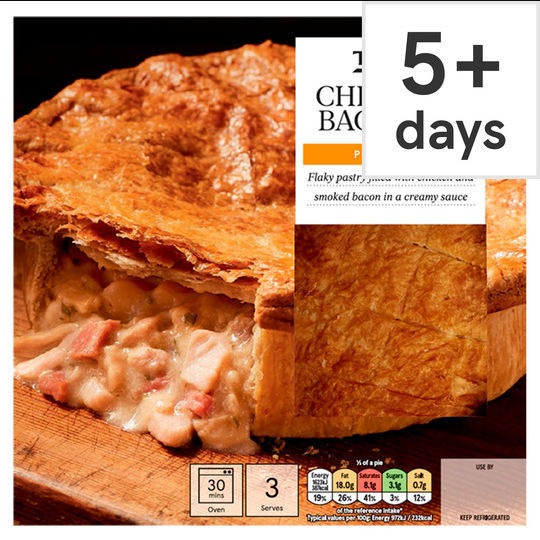 5+
days
Flaky pastry filled with chicken and
smoked bacon in a creamy sauce
30
mins
Oven
3
Serves
⅓ of a pie
Energy
1623kJ
387kcal
19%
Fat
18.0g
26%
Saturates
8.1g
41%
Sugars
3.1g
3%
Salt
0.7g
12%
of the reference intake*
Typical values per 100g: Energy 972kJ / 232kcal
USE BY
KEEP REFRIGERATED